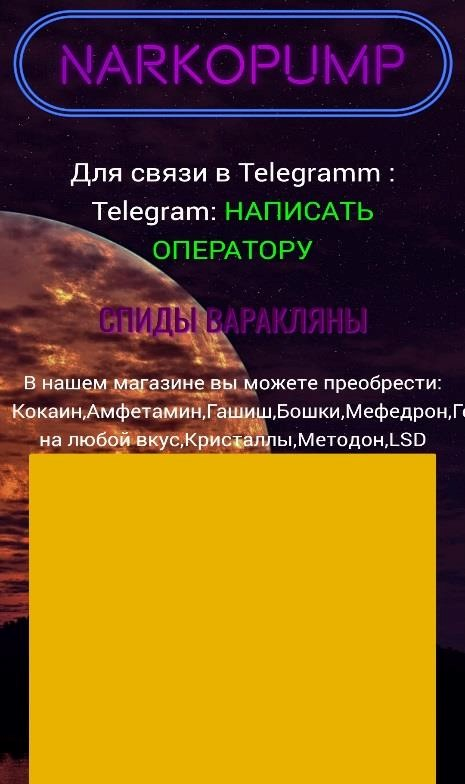 NARKOPUMP
Для связи в Telegramm :
Telegram: НАПИСАТЬ
ОПЕРАТОРУ
СПИДЫ ВАРАКЛЯНЫ
В нашем магазине вы можете преобрести:
Кокаин,Амфетамин,Гашиш,Бошки,Мефедрон,
на любой вкус,Кристаллы,Методон,LSD